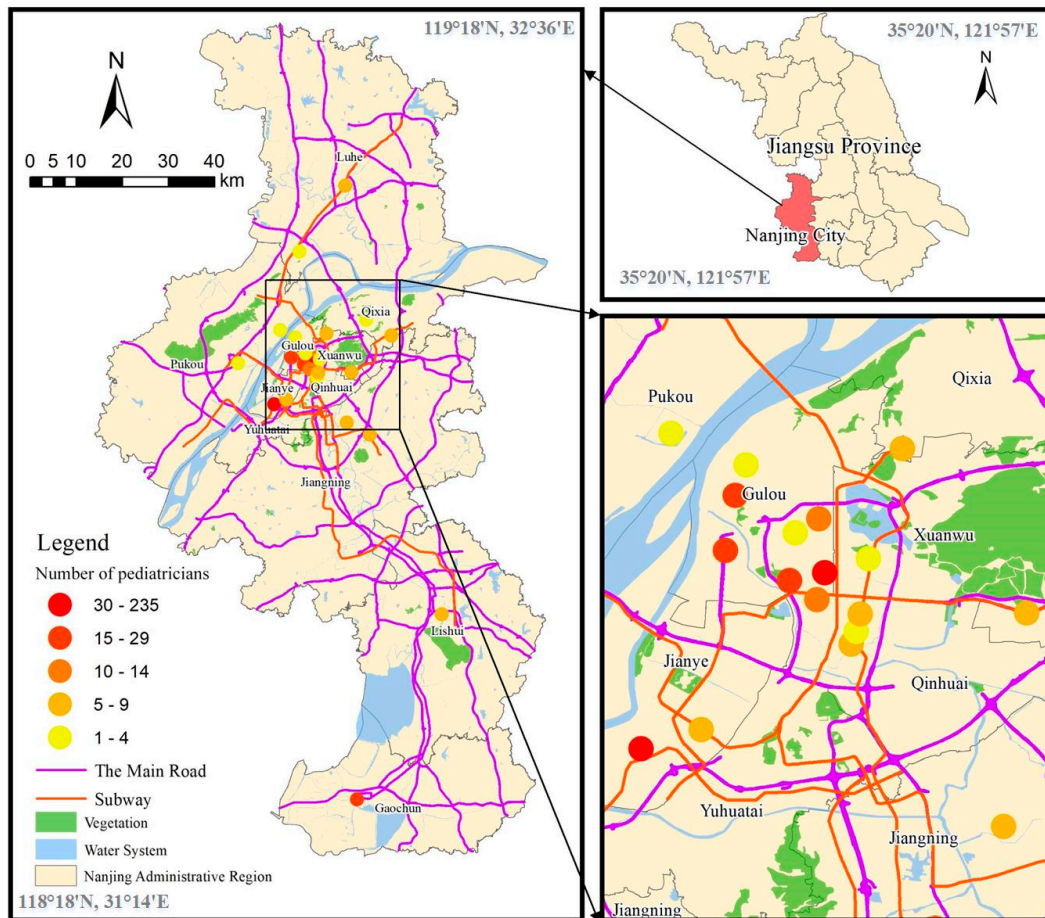 119°18'N, 32°36'E
N
0 5 10 20 30 40
km
Luhe
Qixia
Gulou
Xuanwu
Pukou
Jianye
Qinhuai
Yuhuatai
Jiangning
Lishui
Gaochun
Legend
Number of pediatricians
30 - 235
15 - 29
10 - 14
5 - 9
1 - 4
The Main Road
Subway
Vegetation
Water System
Nanjing Administrative Region
118°18'N, 31°14'E
35°20'N, 121°57'E
N
Jiangsu Province
Nanjing City
35°20'N, 121°57'E
Qixia
Pukou
Gulou
Xuanwu
Jianye
Qinhuai
Yuhuatai
Jiangning
Jiangning